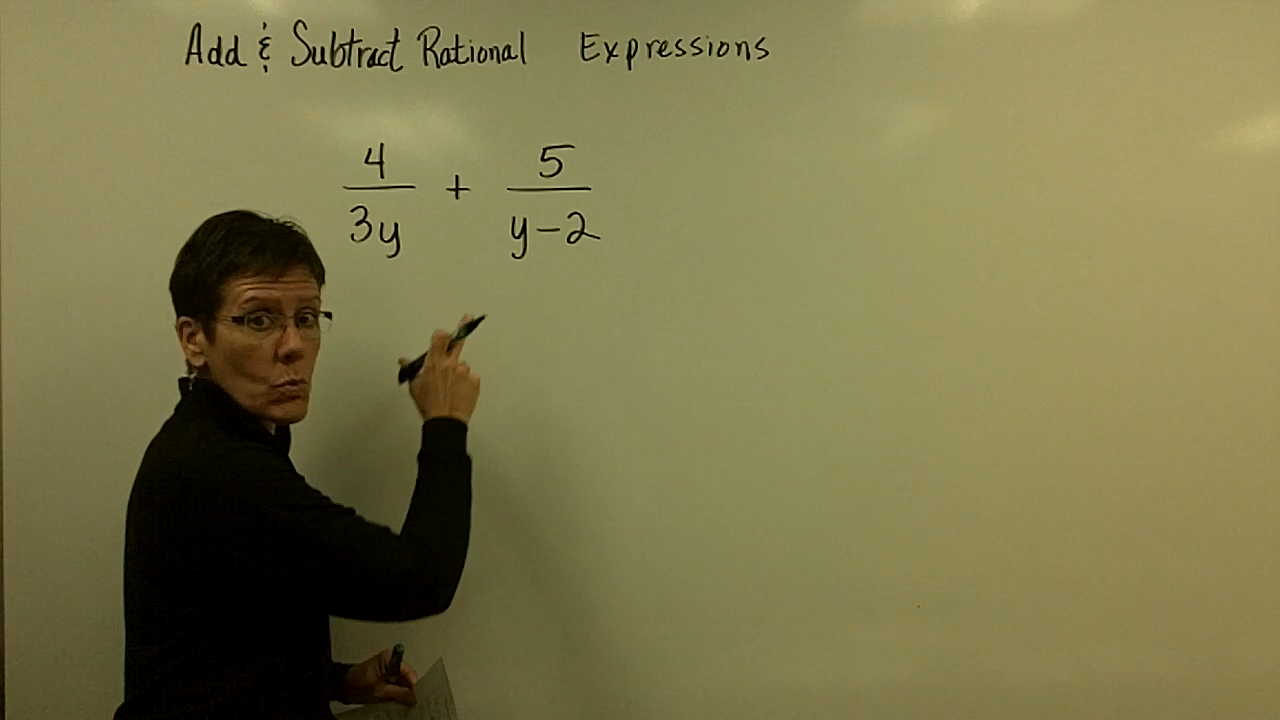 Add & Subtract Rational Expressions
4/3y + 5/y-2